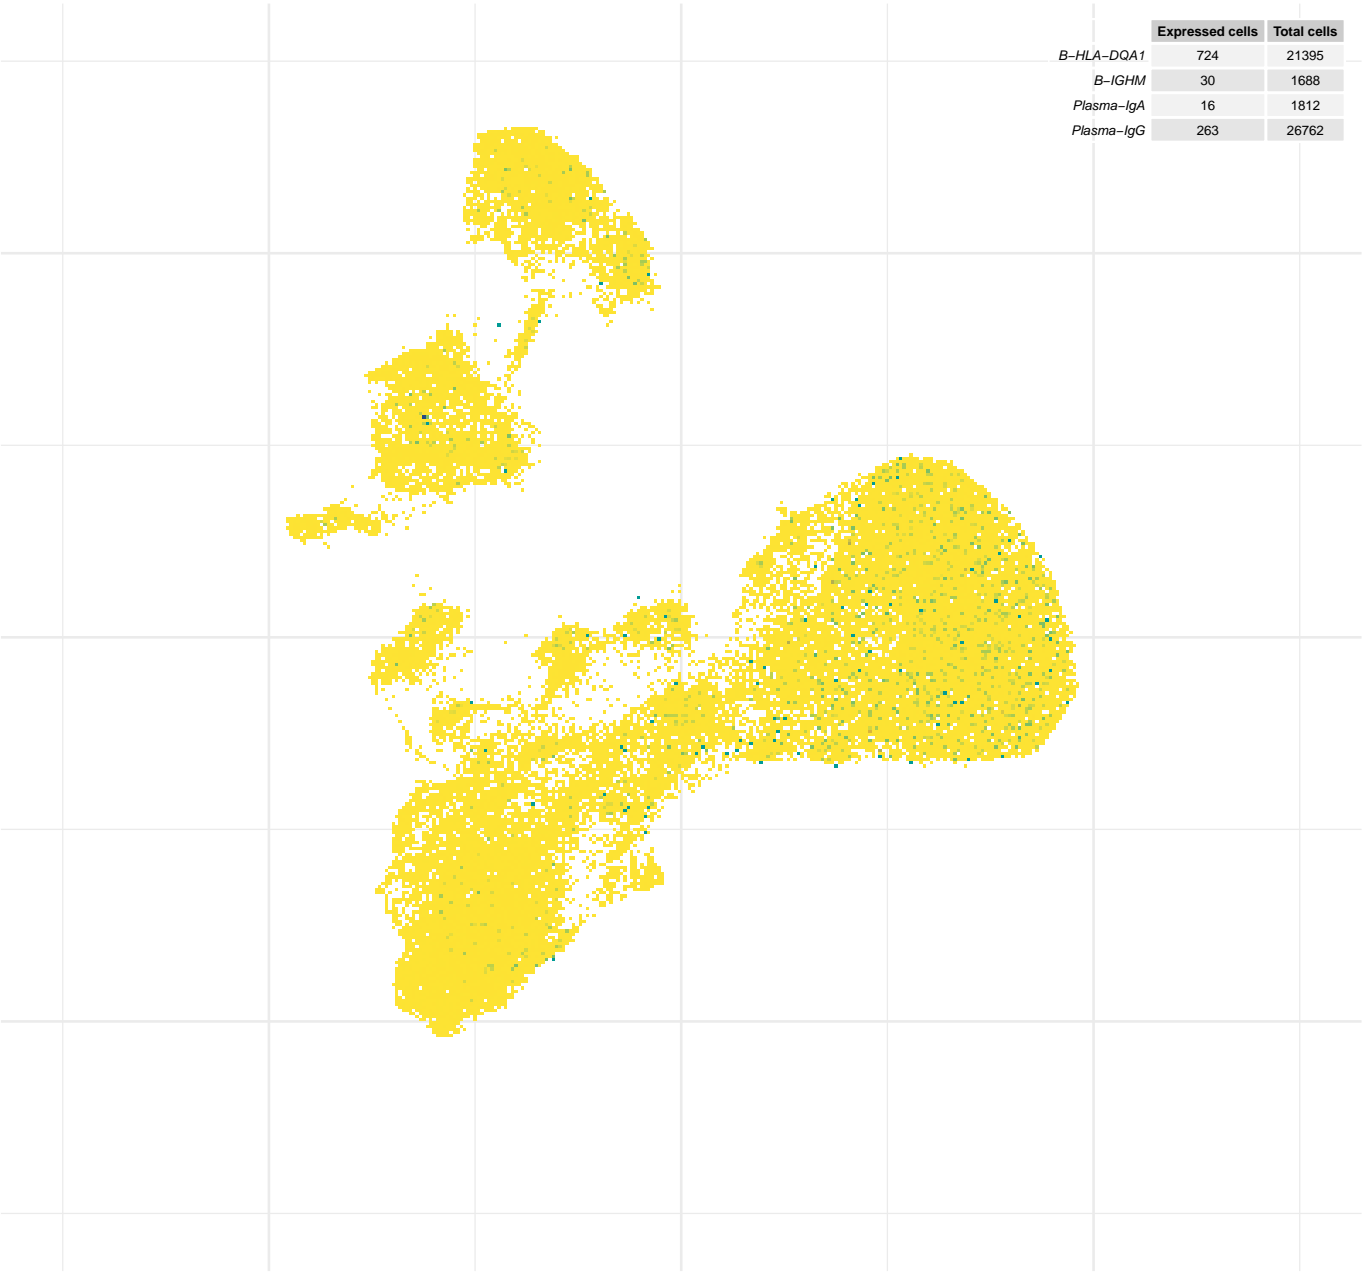 Expressed cells Total cells
B−HLA−DQA1 724 21395
B−IGHM 30 1688
Plasma−IgA 16 1812
Plasma−IgG 263 26762